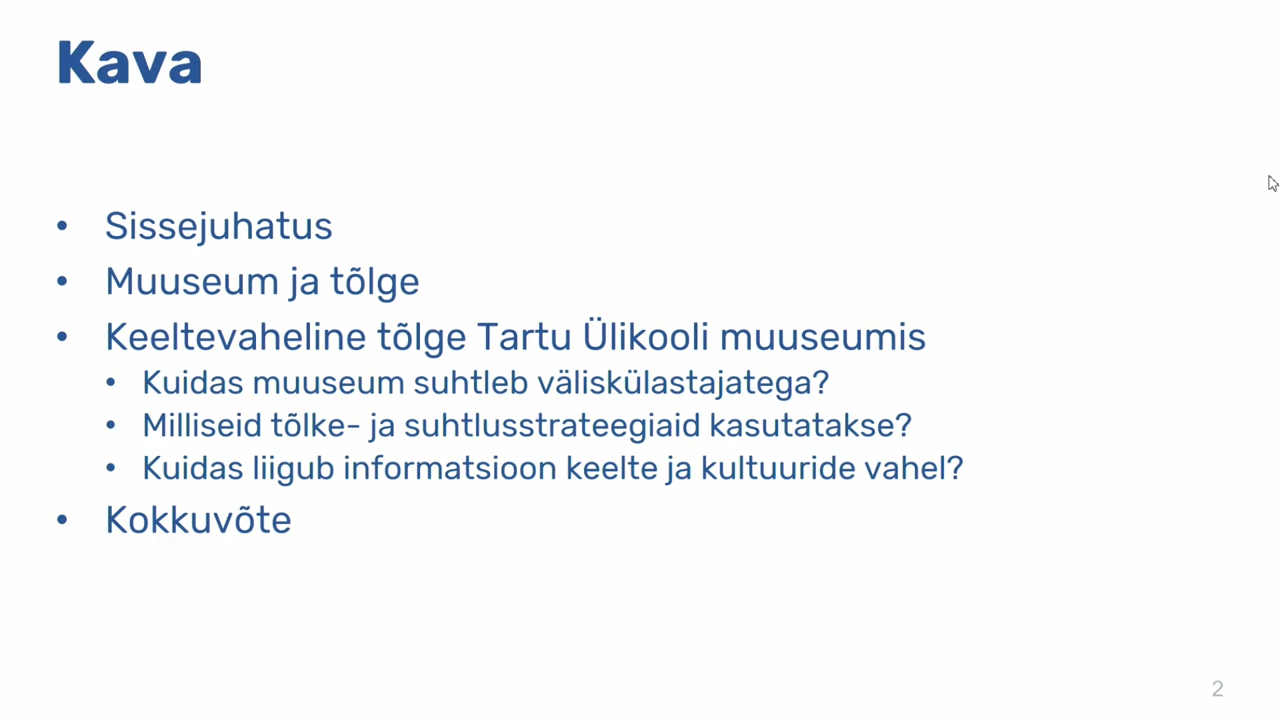 Kava
• Sissejuhatus
• Muuseum ja tõlge
• Keeltevaheline tõlge Tartu Ülikooli muuseumis
• Kuidas muuseum suhtleb väliskülastajatega?
• Milliseid tõlke- ja suhtlusstrateegiaid kasutatakse?
• Kuidas liigub informatsioon keelte ja kultuuride vahel?
• Kokkuvõte
2